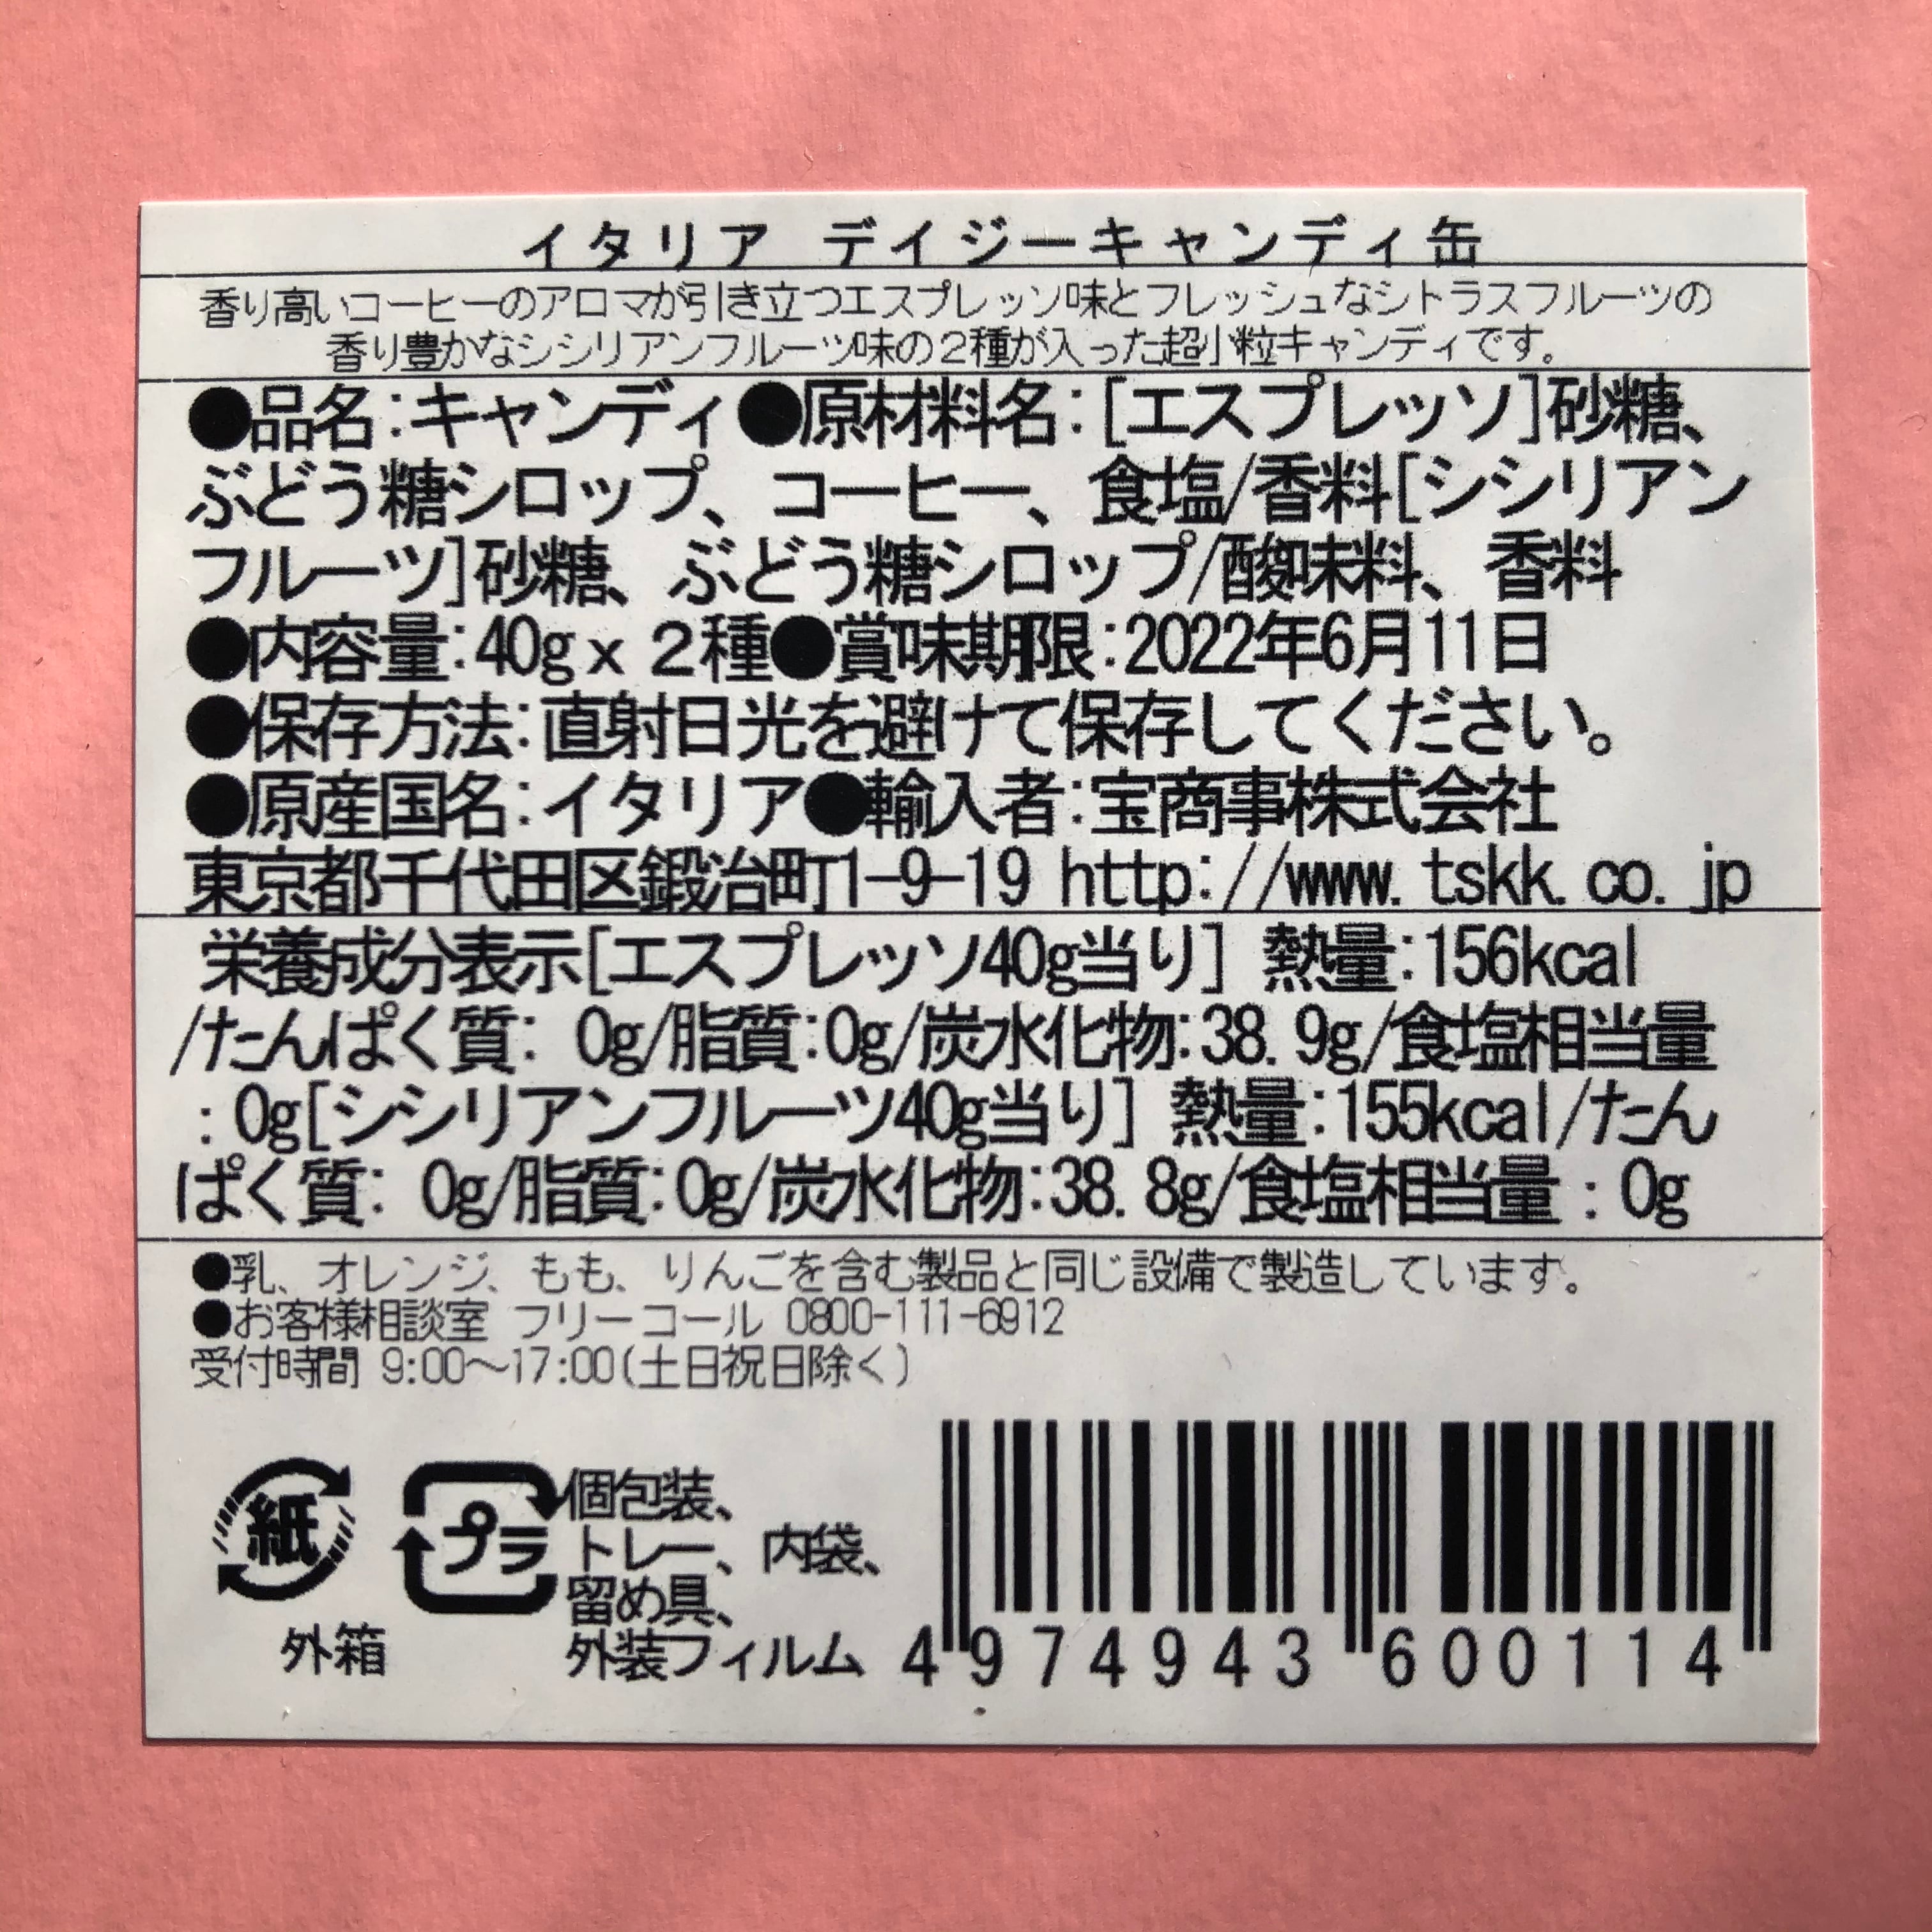 イタリア デイジーキャンディ缶
香り高いコーヒーのアロマが引き立つエスプレッソ味とフレッシュなシトラスフルーツの
香り豊かなシシリアンフルーツ味の2種が入った超小粒キャンディです。
●品名:キャンディ●原材料名:[エスプレッソ]砂糖、
ぶどう糖シロップ、コーヒー、食塩/香料[シシリアン
フルーツ]砂糖、ぶどう糖シロップ/酸味料、香料
●内容量:40g x 2種●賞味期限:2022年6月11日
●保存方法:直射日光を避けて保存してください。
●原産国名:イタリア●輸入者:宝商事株式会社
東京都千代田区鍛冶町1-9-19 http://www.tskk.co.jp
栄養成分表示[エスプレッソ40g当り] 熱量:156kcal
/たんぱく質: 0g/脂質:0g/炭水化物:38.9g/食塩相当量
:0g[シシリアンフルーツ40g当り] 熱量:155kcal/たん
ぱく質: 0g/脂質:0g/炭水化物:38.8g/食塩相当量:0g
●乳、オレンジ、もも、りんごを含む製品と同じ設備で製造しています。
●お客様相談室 フリーコール 0800-111-6912
受付時間 9:00〜17:00(土日祝日除く)
紙
外箱
プラ
個包装、
トレー、内袋、
留め具、
外装フィルム
4974943600114